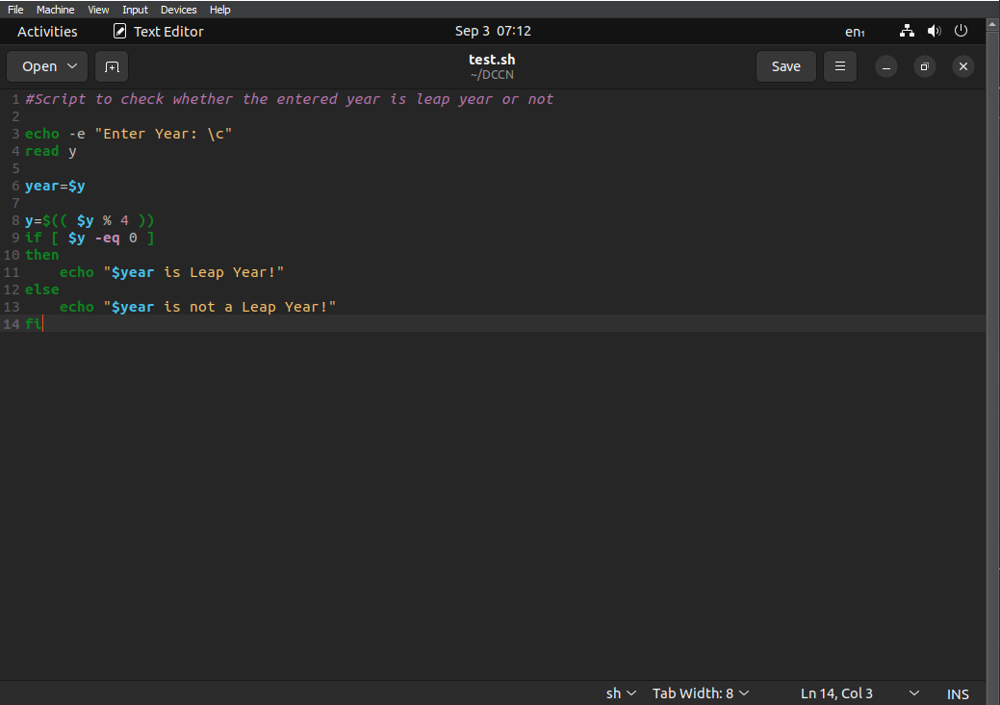 File Machine View Input Devices Help
Activities Text Editor Sep 3 07:12 en1
Open test.sh Save
~/DCCN
1 #Script to check whether the entered year is leap year or not
2
3 echo -e "Enter Year: \c"
4 read y
5
6 year=$y
7
8 y=$(( $y % 4 ))
9 if [ $y -eq 0 ]
10 then
11     echo "$year is Leap Year!"
12 else
13     echo "$year is not a Leap Year!"
14 fi
sh Tab Width: 8 Ln 14, Col 3 INS